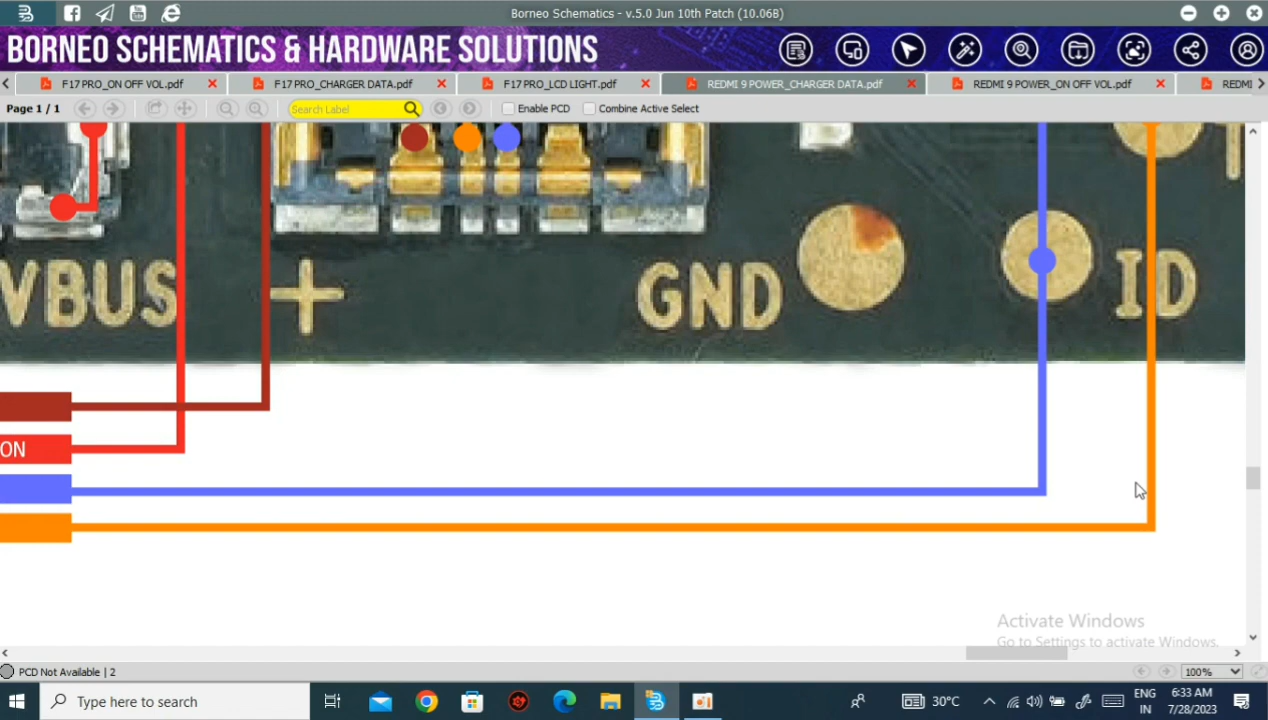 Borneo Schematics - v.5.0 Jun 10th Patch (10.06B)
BORNEO SCHEMATICS & HARDWARE SOLUTIONS
F17 PRO_ON OFF VOL.pdf
F17 PRO_CHARGER DATA.pdf
F17 PRO_LCD LIGHT.pdf
REDMI 9 POWER_CHARGER DATA.pdf
REDMI 9 POWER_ON OFF VOL.pdf
REDMI
Page 1 / 1
Search Label
Enable PCD
Combine Active Select
VBUS
+
GND
ID
ON
Activate Windows
Go to Settings to activate Windows.
PCD Not Available | 2
100%
Type here to search
30°C
ENG
IN
6:33 AM
7/28/2023